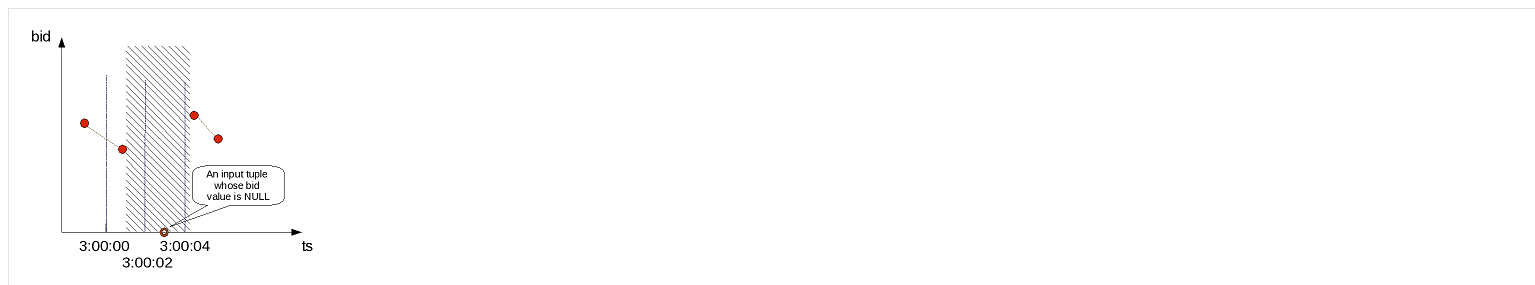 bid
An input tuple
whose bid
value is NULL
3:00:00 3:00:04 ts
3:00:02